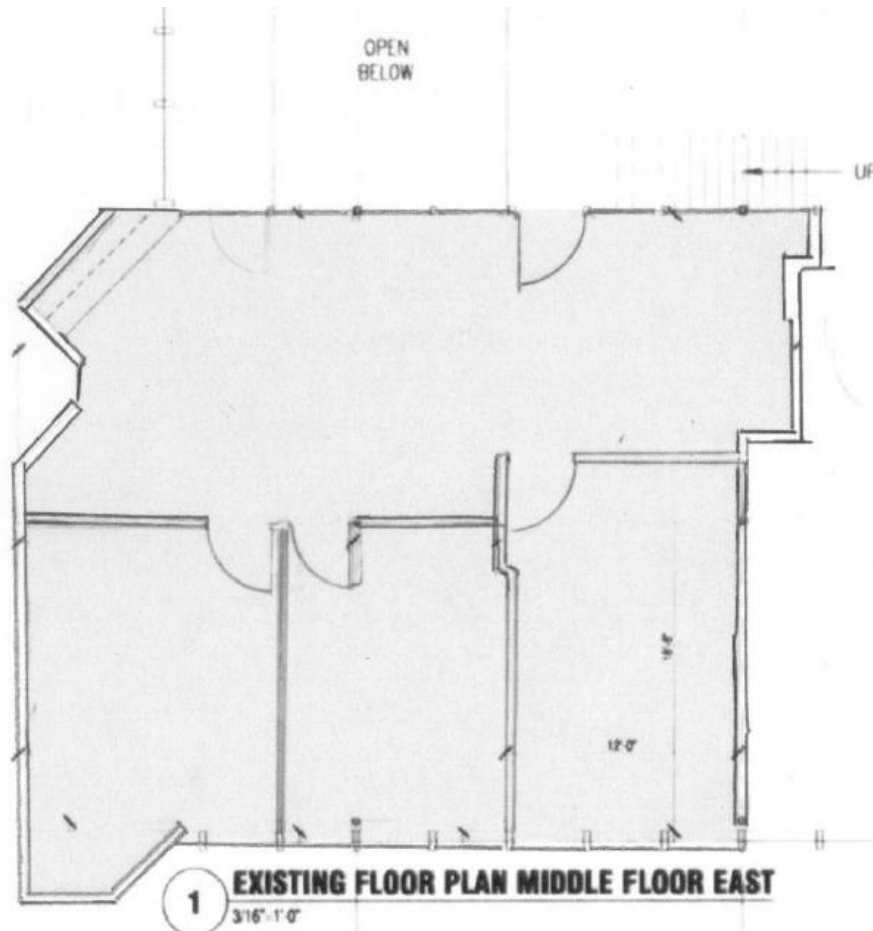 OPEN
BELOW
UP
12'-0"
1
EXISTING FLOOR PLAN MIDDLE FLOOR EAST
3/16"=1'-0"